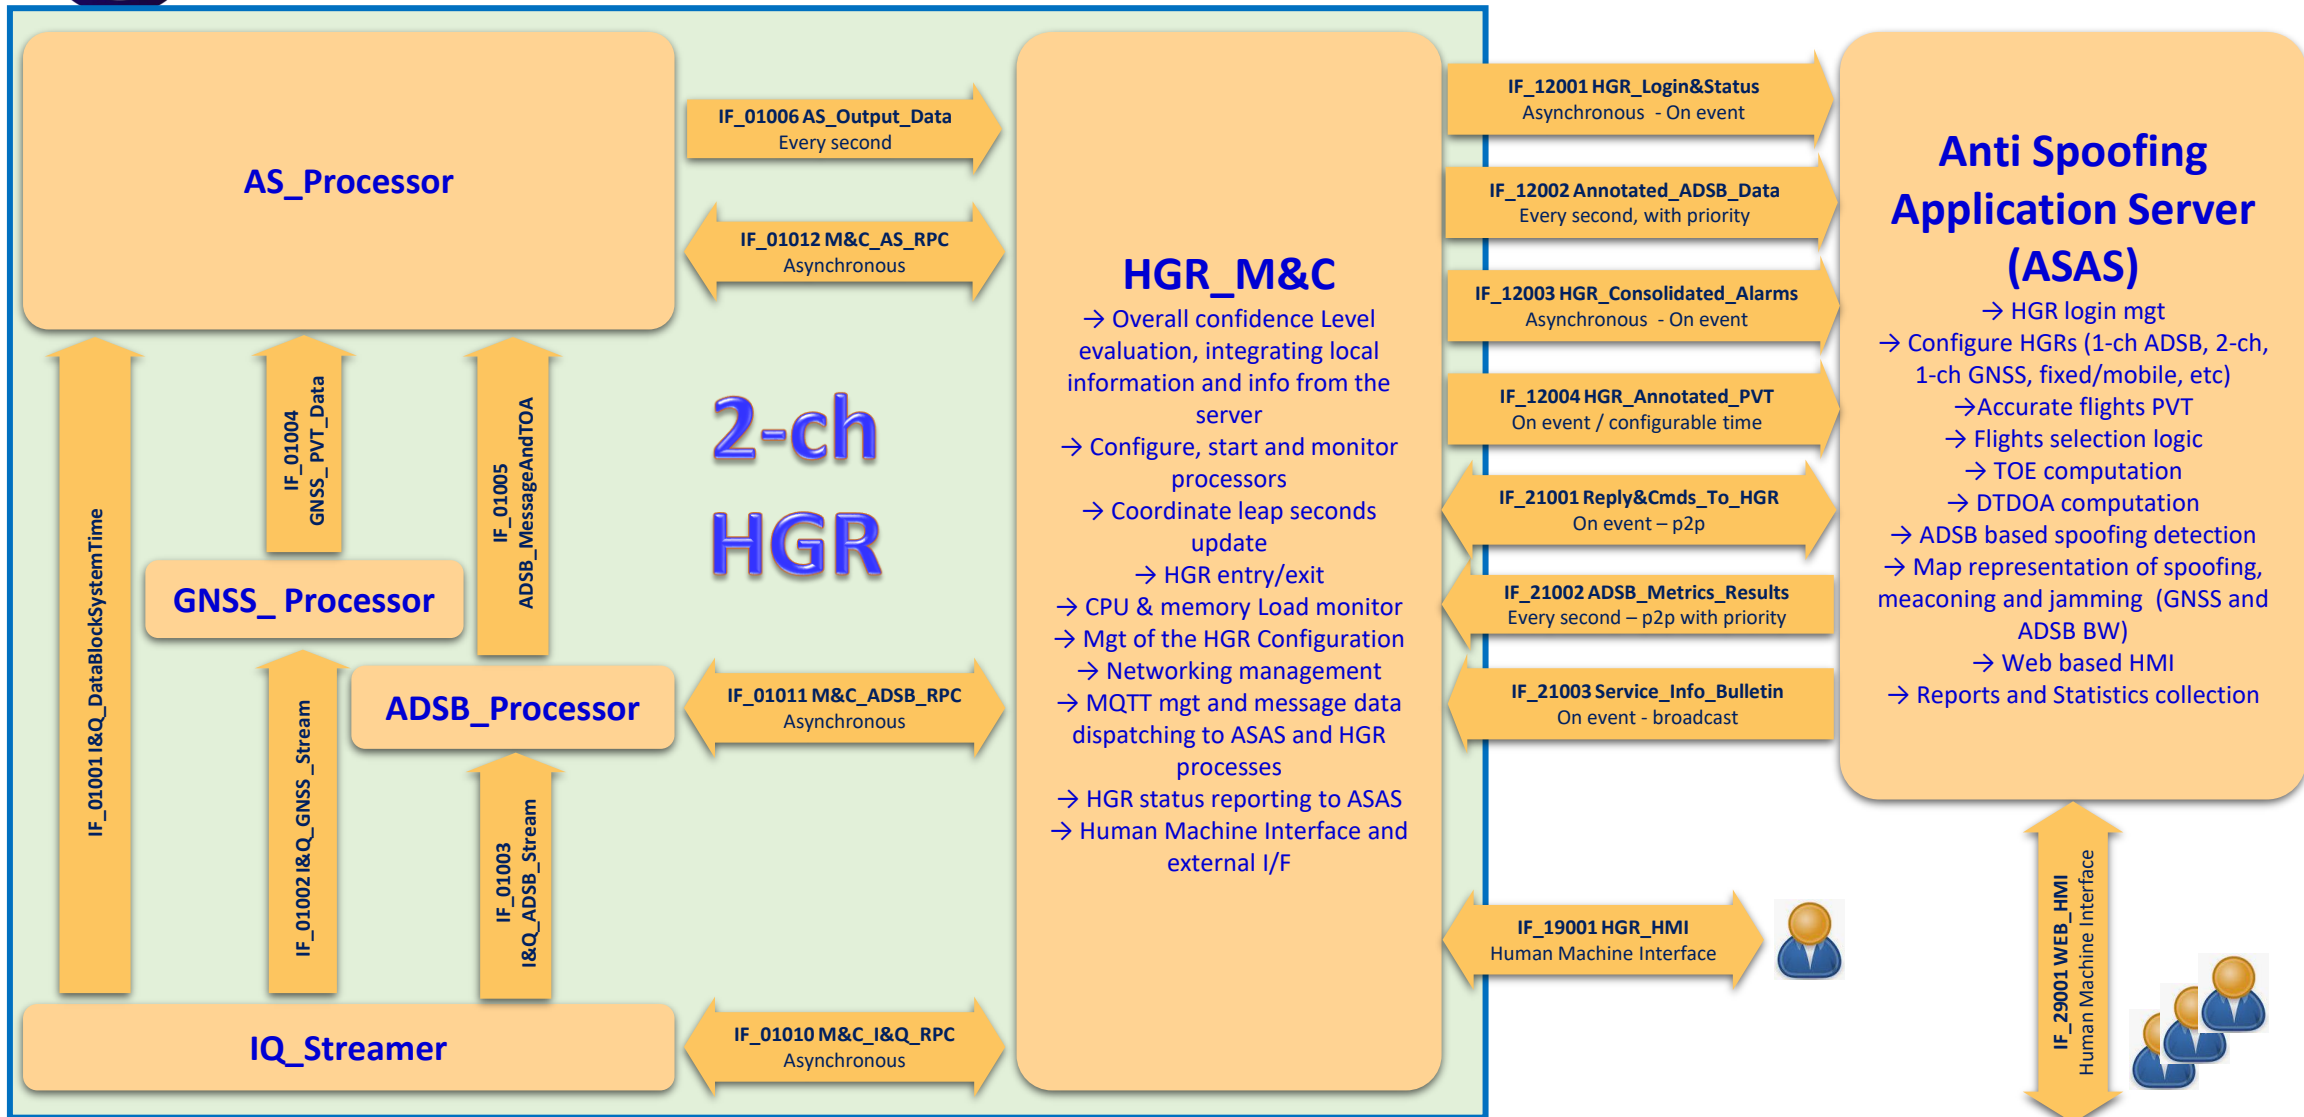 AS_Processor
IF_01006 AS_Output_Data
Every second
IF_01012 M&C_AS_RPC
Asynchronous
IF_01001 I&Q_DataBlockSystemTime
IF_01004
GNSS_PVT_Data
IF_01005
ADSB_MessageAndTOA
2-ch
HGR
GNSS_ Processor
ADSB_Processor
IF_01011 M&C_ADSB_RPC
Asynchronous
IF_01002 I&Q_GNSS _Stream
IF_01003
I&Q_ADSB_Stream
IQ_Streamer
IF_01010 M&C_I&Q_RPC
Asynchronous
HGR_M&C
→ Overall confidence Level
evaluation, integrating local
information and info from the
server
→ Configure, start and monitor
processors
→ Coordinate leap seconds
update
→ HGR entry/exit
→ CPU & memory Load monitor
→ Mgt of the HGR Configuration
→ Networking management
→ MQTT mgt and message data
dispatching to ASAS and HGR
processes
→ HGR status reporting to ASAS
→ Human Machine Interface and
external I/F
IF_12001 HGR_Login&Status
Asynchronous  - On event
IF_12002 Annotated_ADSB_Data
Every second, with priority
IF_12003 HGR_Consolidated_Alarms
Asynchronous  - On event
IF_12004 HGR_Annotated_PVT
On event / configurable time
IF_21001 Reply&Cmds_To_HGR
On event – p2p
IF_21002 ADSB_Metrics_Results
Every second – p2p with priority
IF_21003 Service_Info_Bulletin
On event - broadcast
IF_19001 HGR_HMI
Human Machine Interface
Anti Spoofing
Application Server
(ASAS)
→ HGR login mgt
→ Configure HGRs (1-ch ADSB, 2-ch,
1-ch GNSS, fixed/mobile, etc)
→Accurate flights PVT
→ Flights selection logic
→ TOE computation
→ DTDOA computation
→ ADSB based spoofing detection
→ Map representation of spoofing,
meaconing and jamming  (GNSS and
ADSB BW)
→ Web based HMI
→ Reports and Statistics collection
IF_29001 WEB_HMI
Human Machine Interface